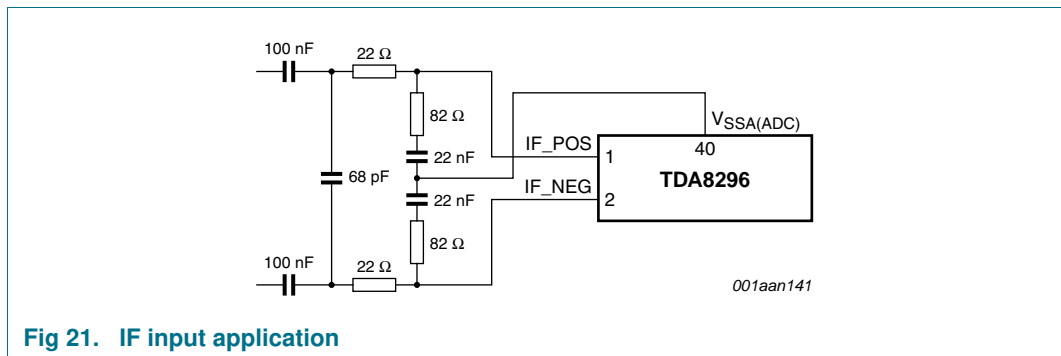 100 nF
22 Ω
82 Ω
22 nF
68 pF
22 nF
82 Ω
100 nF
22 Ω
IF_POS
IF_NEG
VSSA(ADC)
1
40
2
TDA8296
001aan141
Fig 21. IF input application